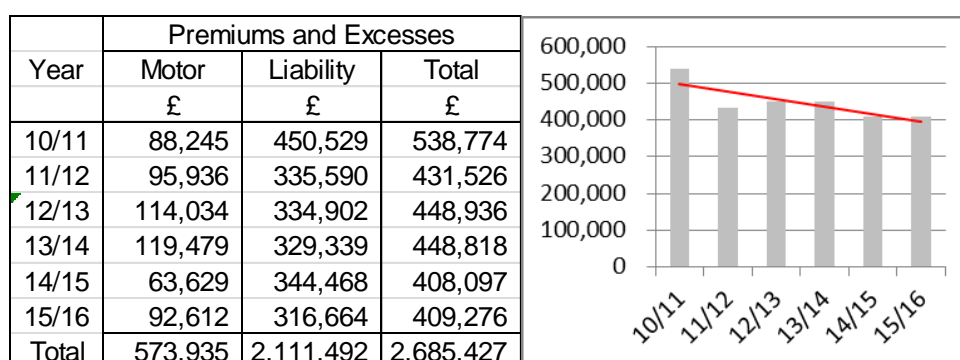 Premiums and Excesses
Year Motor Liability Total
£ £ £
10/11 88,245 450,529 538,774
11/12 95,936 335,590 431,526
12/13 114,034 334,902 448,936
13/14 119,479 329,339 448,818
14/15 63,629 344,468 408,097
15/16 92,612 316,664 409,276
Total 573,935 2,111,492 2,685,427
600,000
500,000
400,000
300,000
200,000
100,000
0
10/11 11/12 12/13 13/14 14/15 15/16